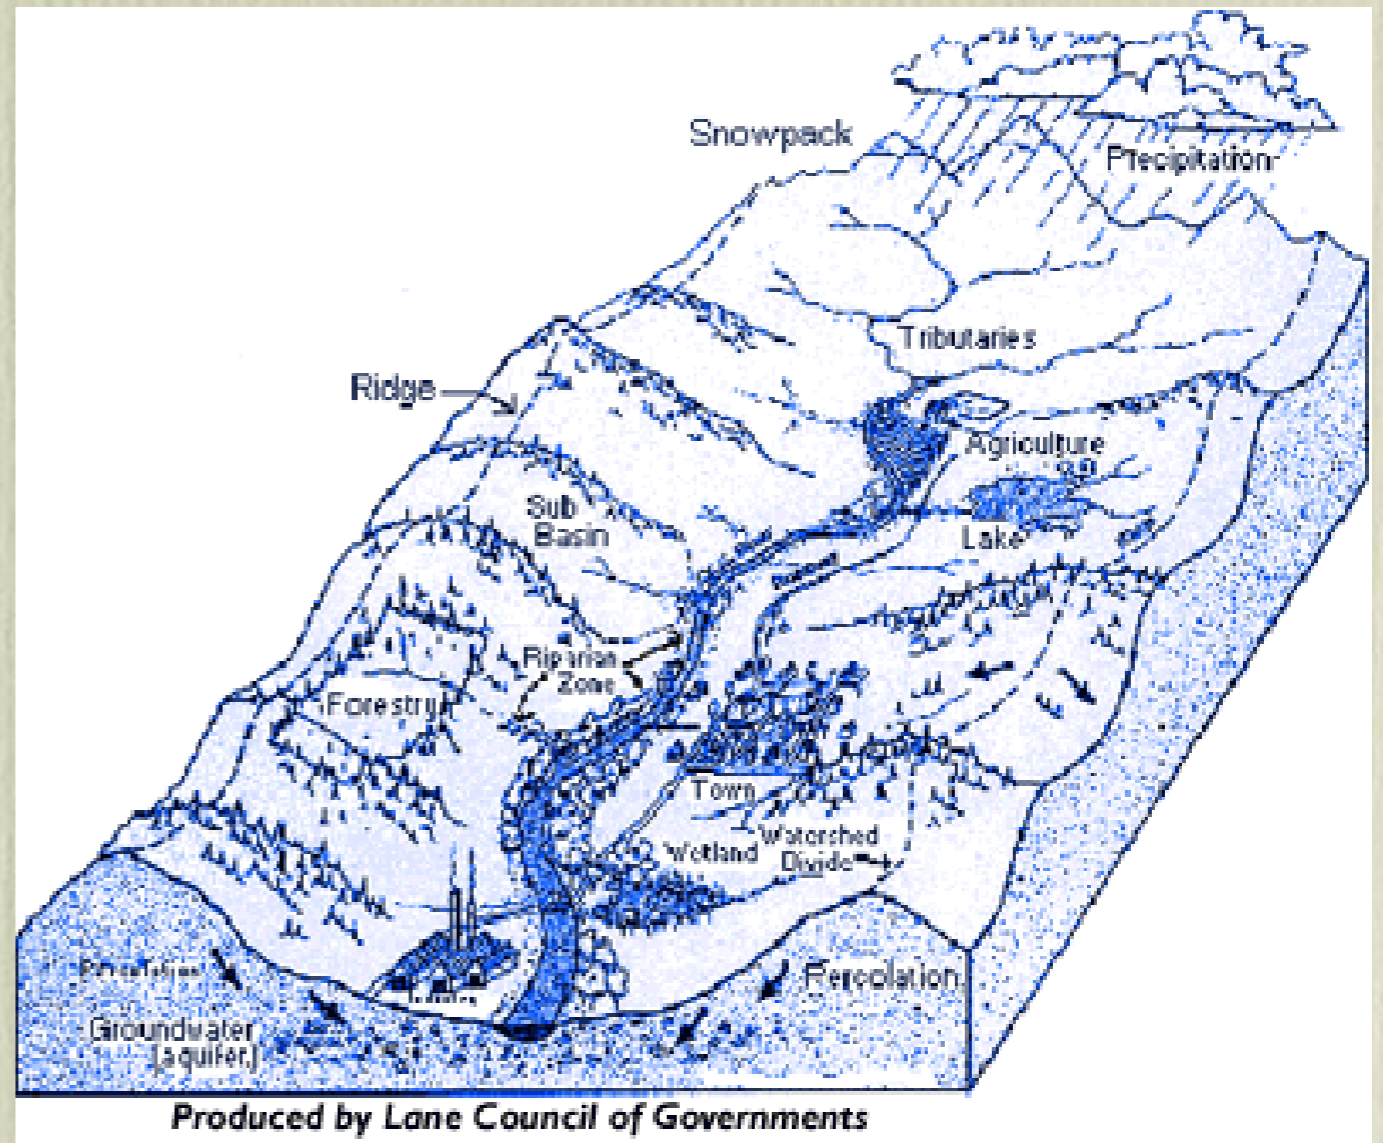 Snowpack
Precipitation
Tributaries
Ridge
Agriculture
Sub
Basin
Lake
Riparian
Zone
Forestry
Town
Wetland
Watershed
Divide
Percolation
Percolation
Groundwater
(aquifer)
Produced by Lane Council of Governments